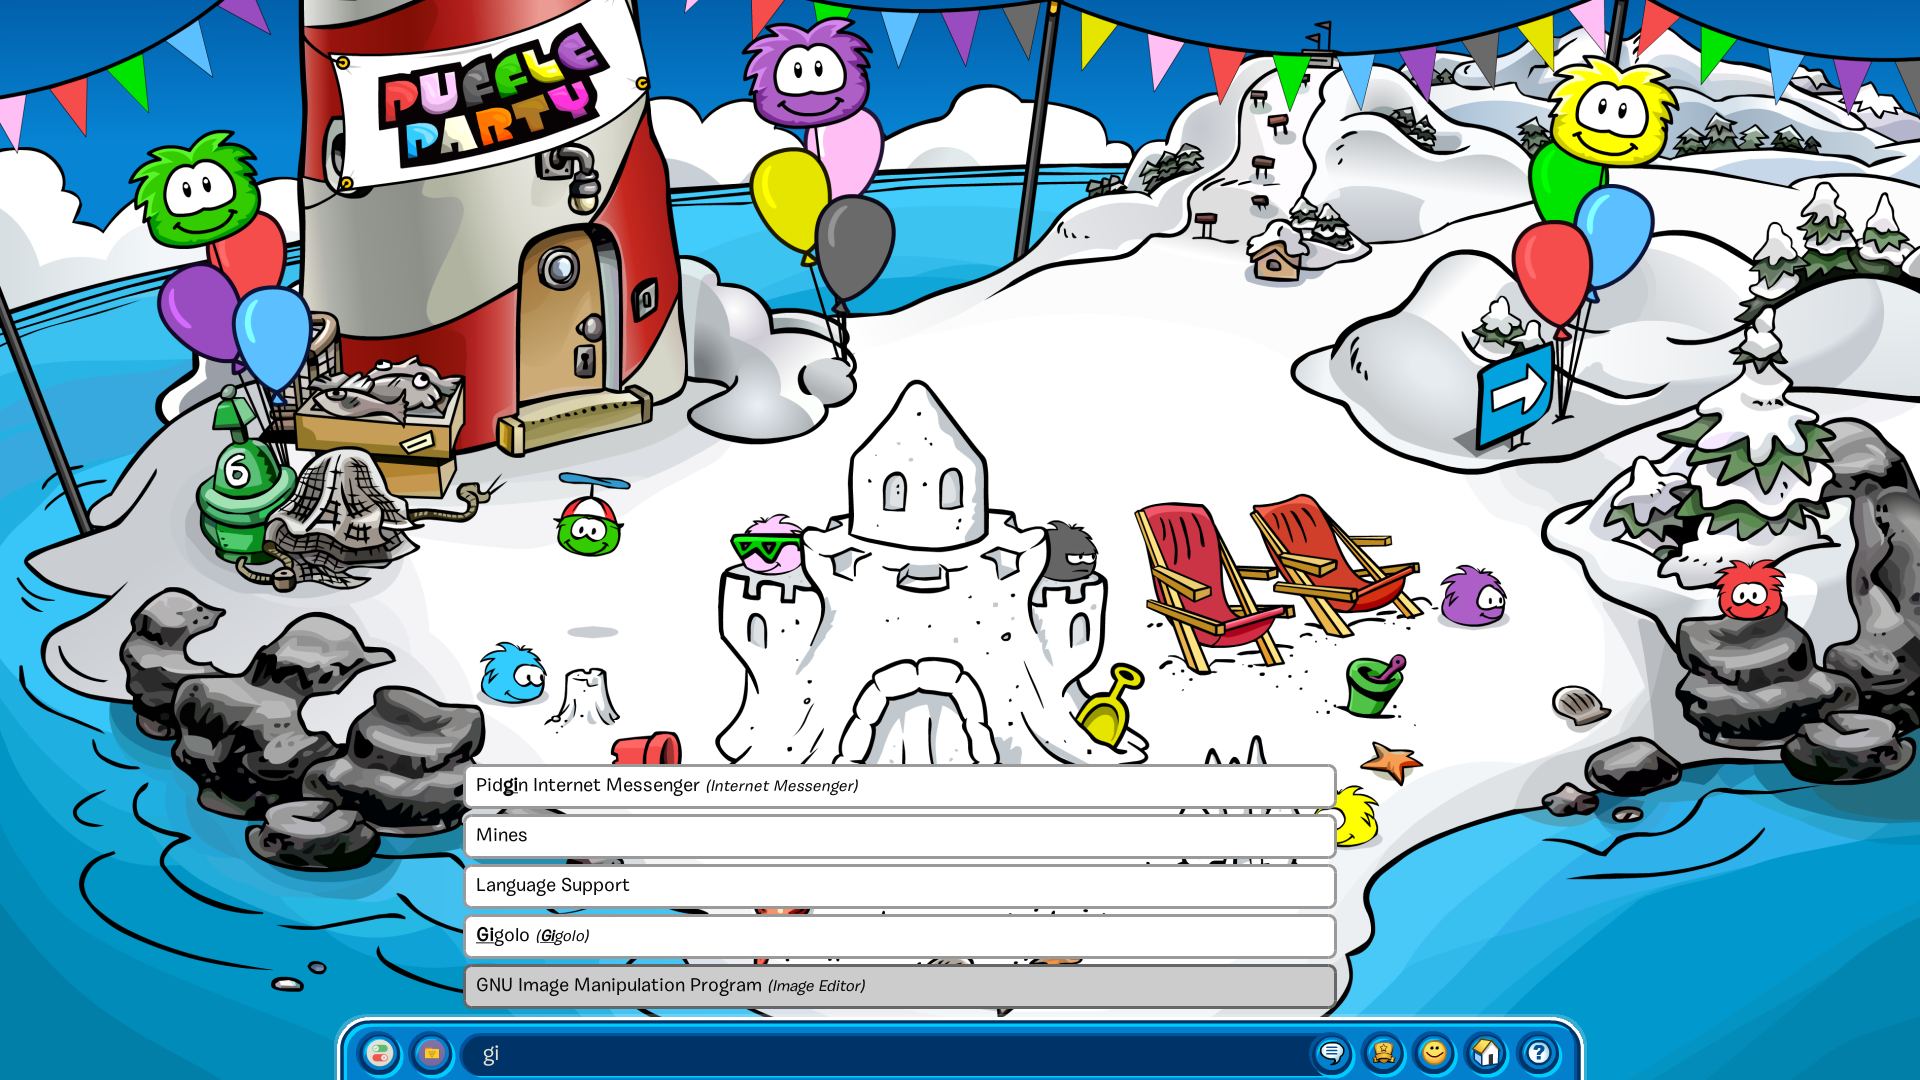 PUFFLE
PARTY
6
Pidgin Internet Messenger (Internet Messenger)
Mines
Language Support
Gigolo (Gigolo)
GNU Image Manipulation Program (Image Editor)
gi
?